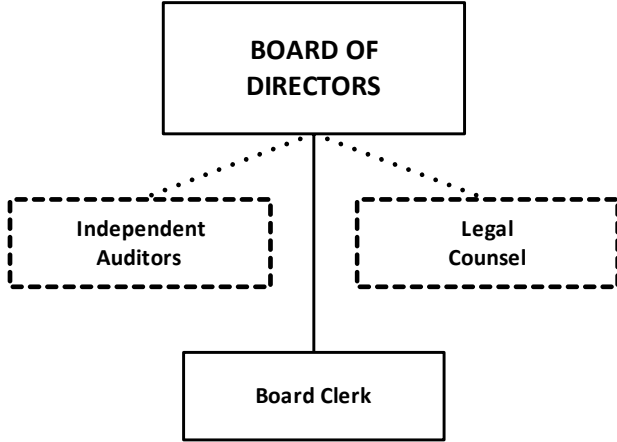 BOARD OF
DIRECTORS
Independent
Auditors
Legal
Counsel
Board Clerk